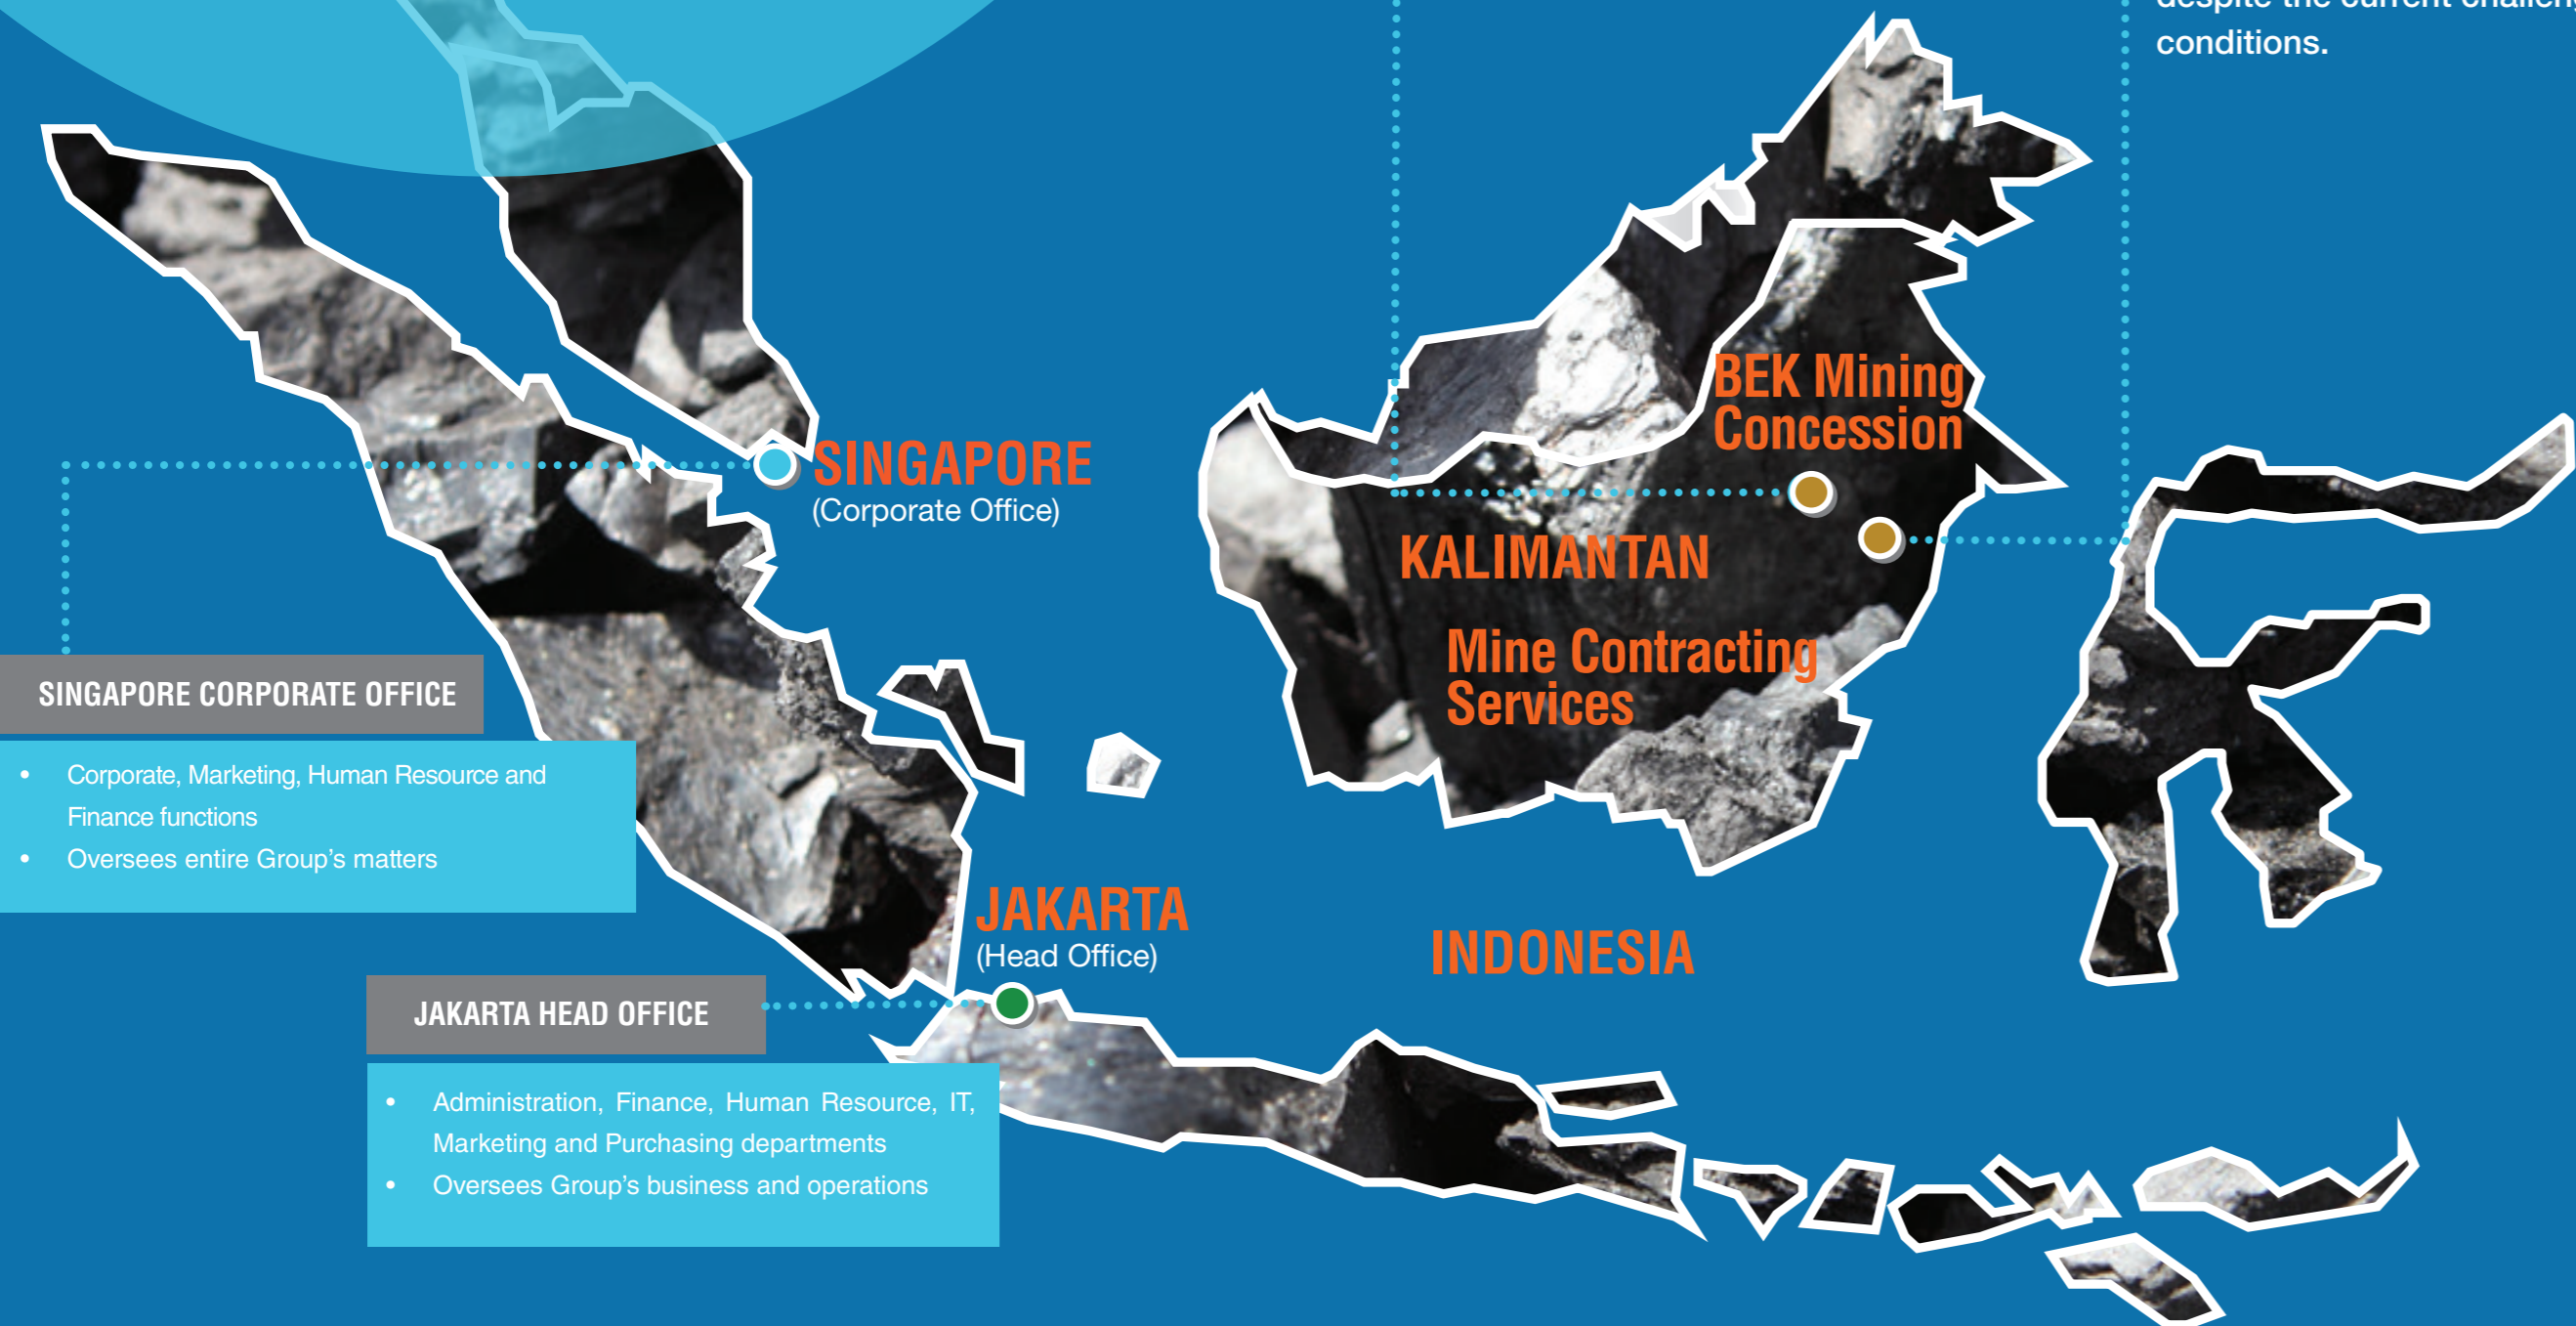 conditions.
BEK Mining
Concession
SINGAPORE
(Corporate Office)
KALIMANTAN
Mine Contracting
Services
SINGAPORE CORPORATE OFFICE
• Corporate, Marketing, Human Resource and
Finance functions
• Oversees entire Group's matters
JAKARTA
(Head Office)
INDONESIA
JAKARTA HEAD OFFICE
• Administration, Finance, Human Resource, IT,
Marketing and Purchasing departments
• Oversees Group's business and operations